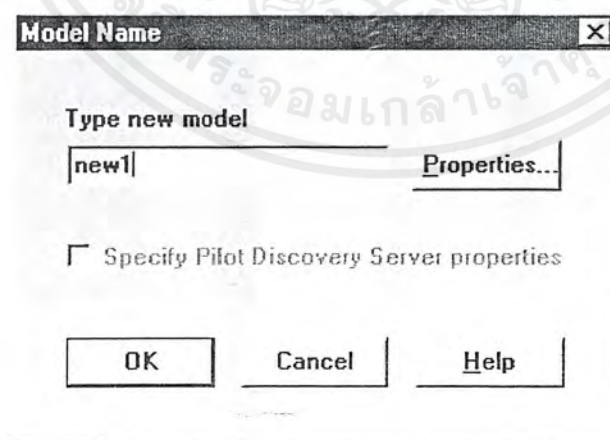 Model Name
Type new model
new1
Properties...
Specify Pilot Discovery Server properties
OK Cancel Help